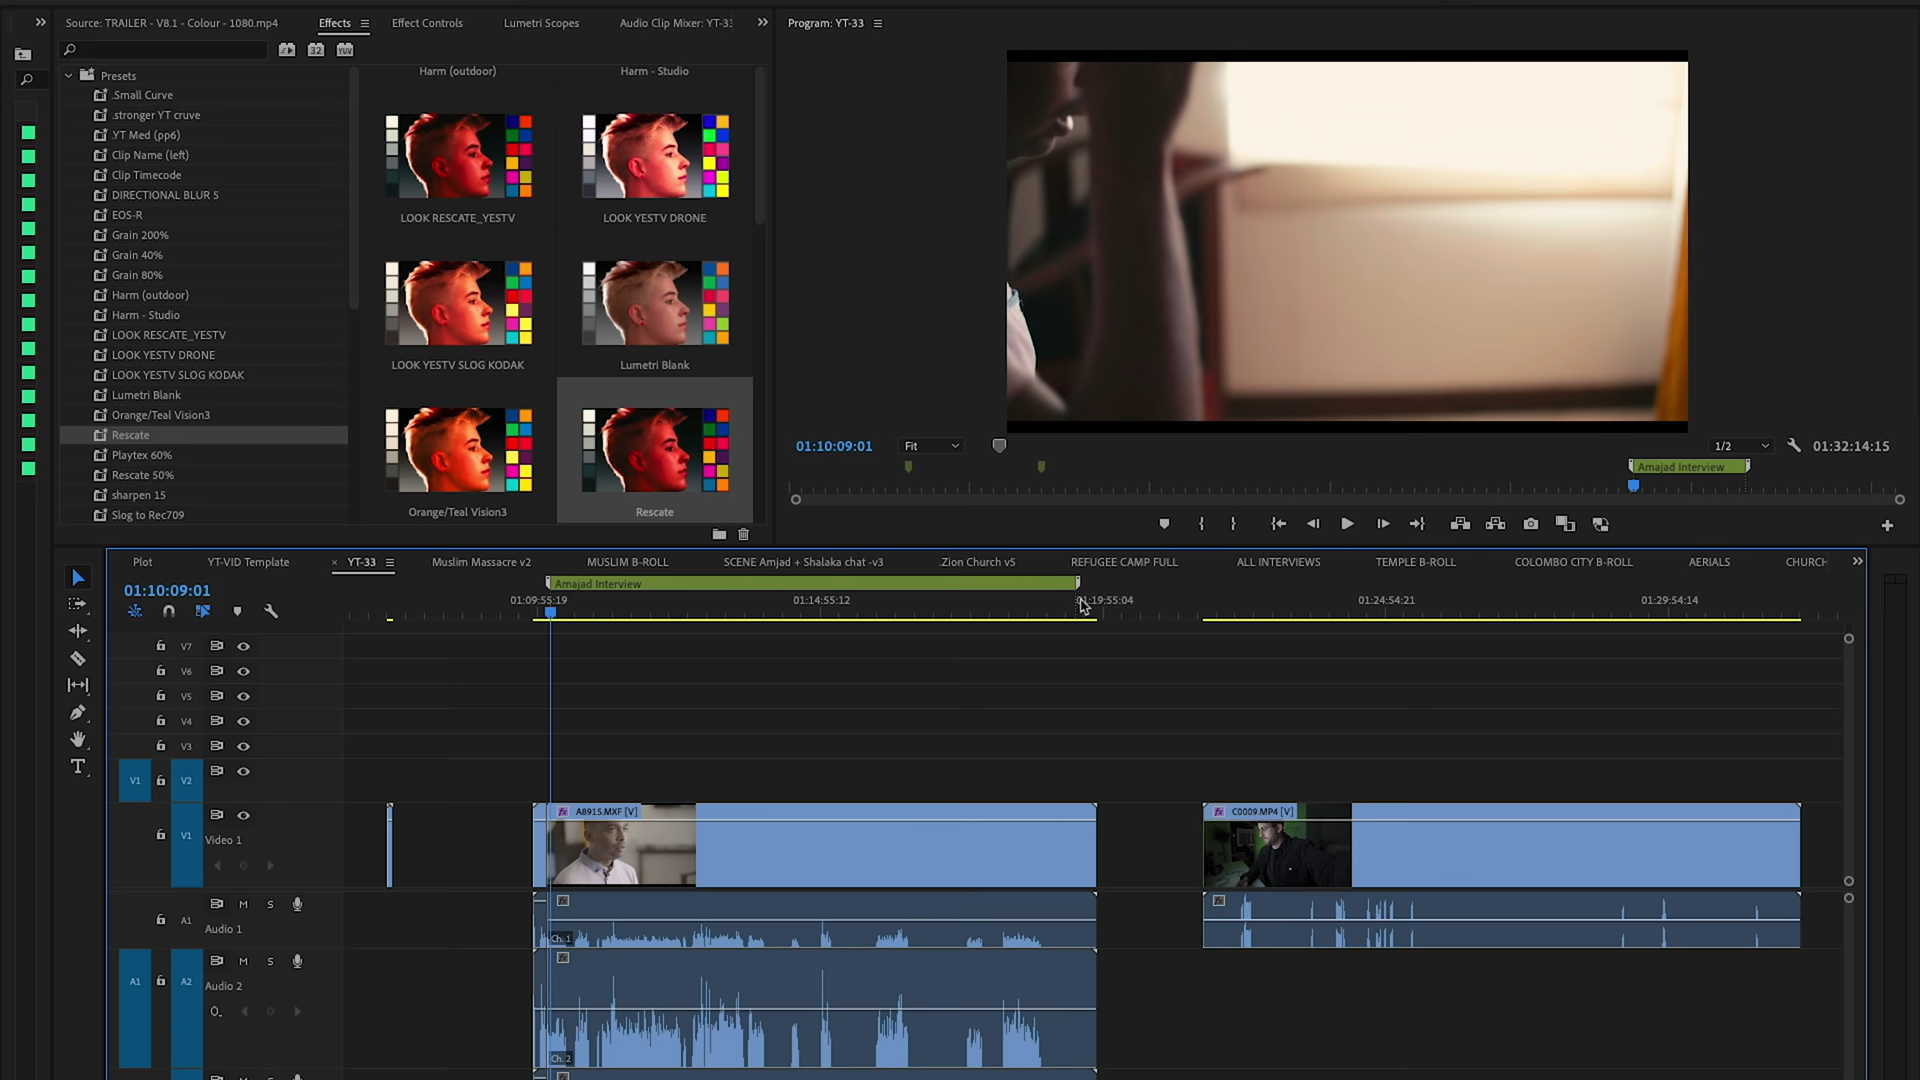 Source: TRAILER - V8.1 - Colour - 1080.mp4
Effects
Effect Controls
Lumetri Scopes
Audio Clip Mixer: YT-33
Program: YT-33
32
YUV
Presets
.Small Curve
.stronger YT cruve
.YT Med (pp6)
Clip Name (left)
Clip Timecode
DIRECTIONAL BLUR 5
EOS-R
Grain 200%
Grain 40%
Grain 80%
Harm (outdoor)
Harm - Studio
LOOK RESCATE_YESTV
LOOK YESTV DRONE
LOOK YESTV SLOG KODAK
Lumetri Blank
Orange/Teal Vision3
Rescate
Playtex 60%
Rescate 50%
sharpen 15
Slog to Rec709
Harm (outdoor)
Harm - Studio
LOOK RESCATE_YESTV
LOOK YESTV DRONE
LOOK YESTV SLOG KODAK
Lumetri Blank
Orange/Teal Vision3
Rescate
01:10:09:01
Fit
1/2
01:32:14:15
Amajad Interview
Plot
YT-VID Template
× YT-33
Muslim Massacre v2
MUSLIM B-ROLL
SCENE Amjad + Shalaka chat -v3
.Zion Church v5
REFUGEE CAMP FULL
ALL INTERVIEWS
TEMPLE B-ROLL
COLOMBO CITY B-ROLL
AERIALS
CHURCH
01:10:09:01
Amajad Interview
01:09:55:19
01:14:55:12
01:19:55:04
01:24:54:21
01:29:54:14
V7
V6
V5
V4
V3
V1
V2
V1
Video 1
fx A8915.MXF [V]
fx C0009.MP4 [V]
M
S
A1
Audio 1
Ch. 1
A1
A2
M
S
Audio 2
Ch. 2
T